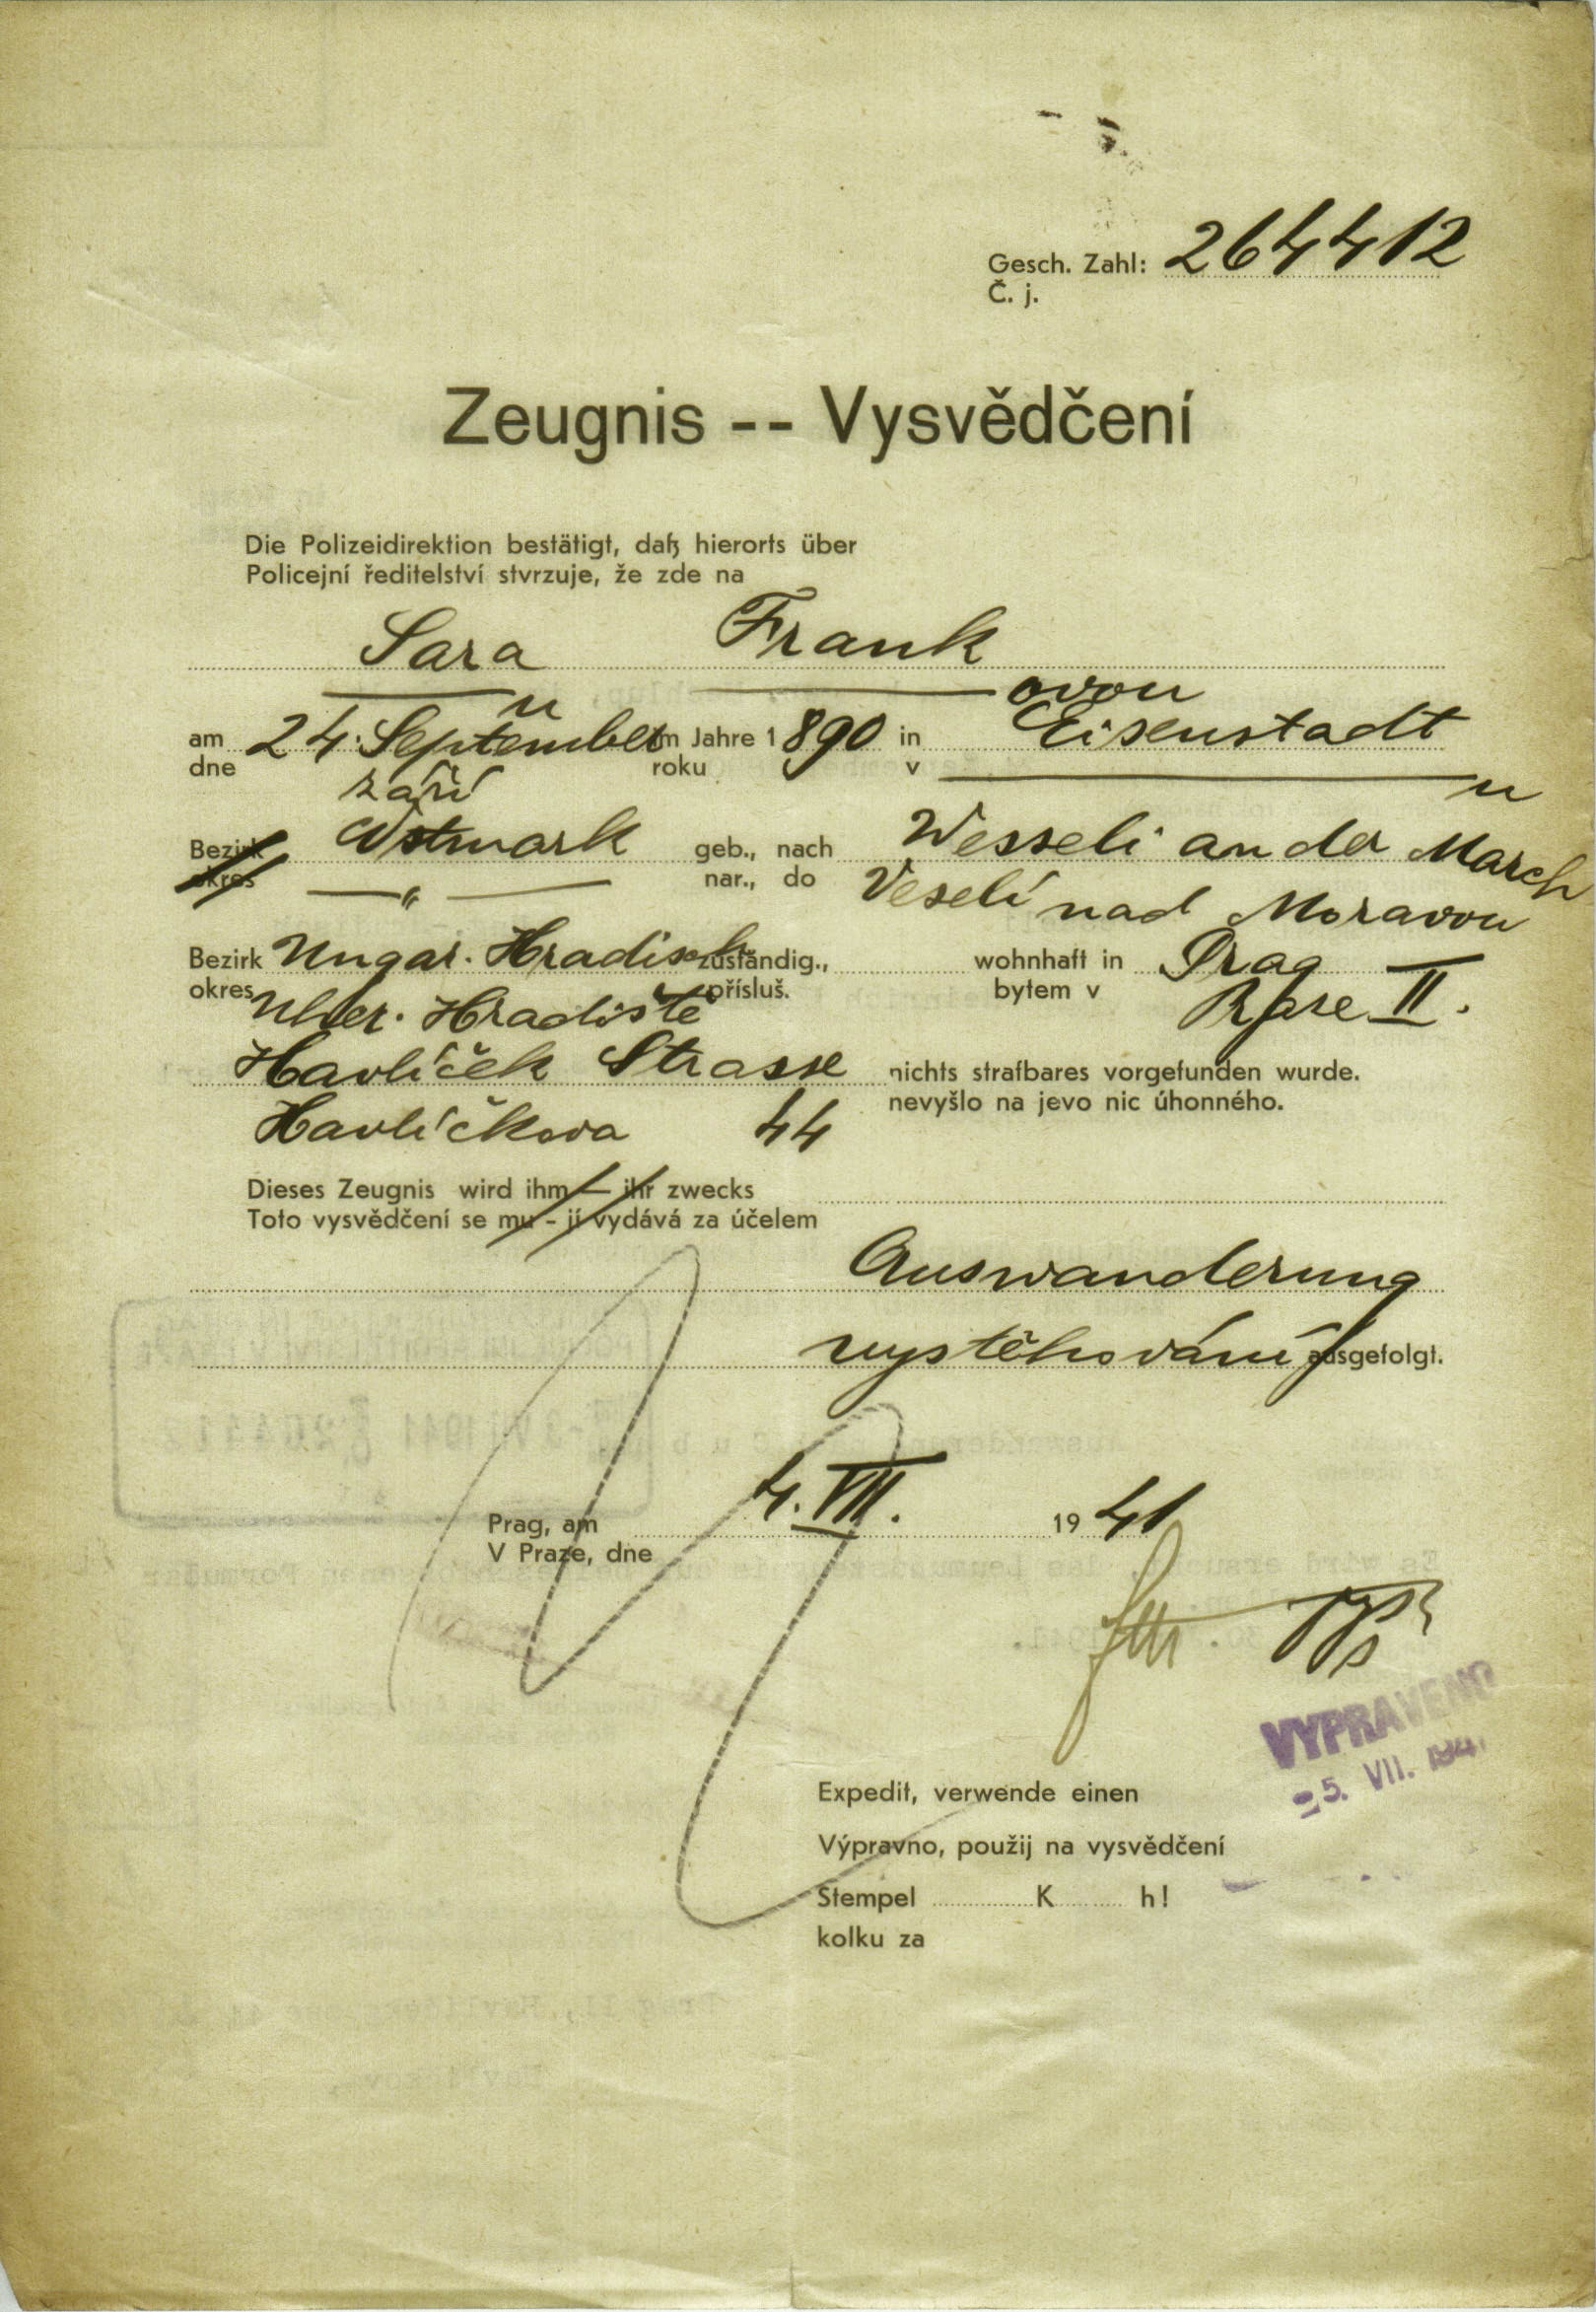 Gesch. Zahl: 264412
Č. j.
Zeugnis -- Vysvědčení
Die Polizeidirektion bestätigt, daß hierorts über
Policejní ředitelství stvrzuje, že zde na
Sara Frank
u ovou
am 24. September im Jahre 1890 in Eisenstadt
dne září roku v u
Bezirk Ostmark geb., nach Wesseli an der March
okres " nar., do Veselí nad Moravou
Bezirk Ungar. Hradisch zuständig., wohnhaft in Prag II.
okres Uher. Hradiště přísluš. bytem v Praze
Havlíček Strasse nichts strafbares vorgefunden wurde.
Havlíčkova 44 nevyšlo na jevo nic úhonného.
Dieses Zeugnis wird ihm — ihr zwecks
Toto vysvědčení se mu - jí vydává za účelem
Auswanderung
vystěhování ausgefolgt.
Prag, am 4. VII. 1941
V Praze, dne
VYPRAVENO
5. VII. 194
Expedit, verwende einen
Výpravno, použij na vysvědčení
Stempel K h!
kolku za